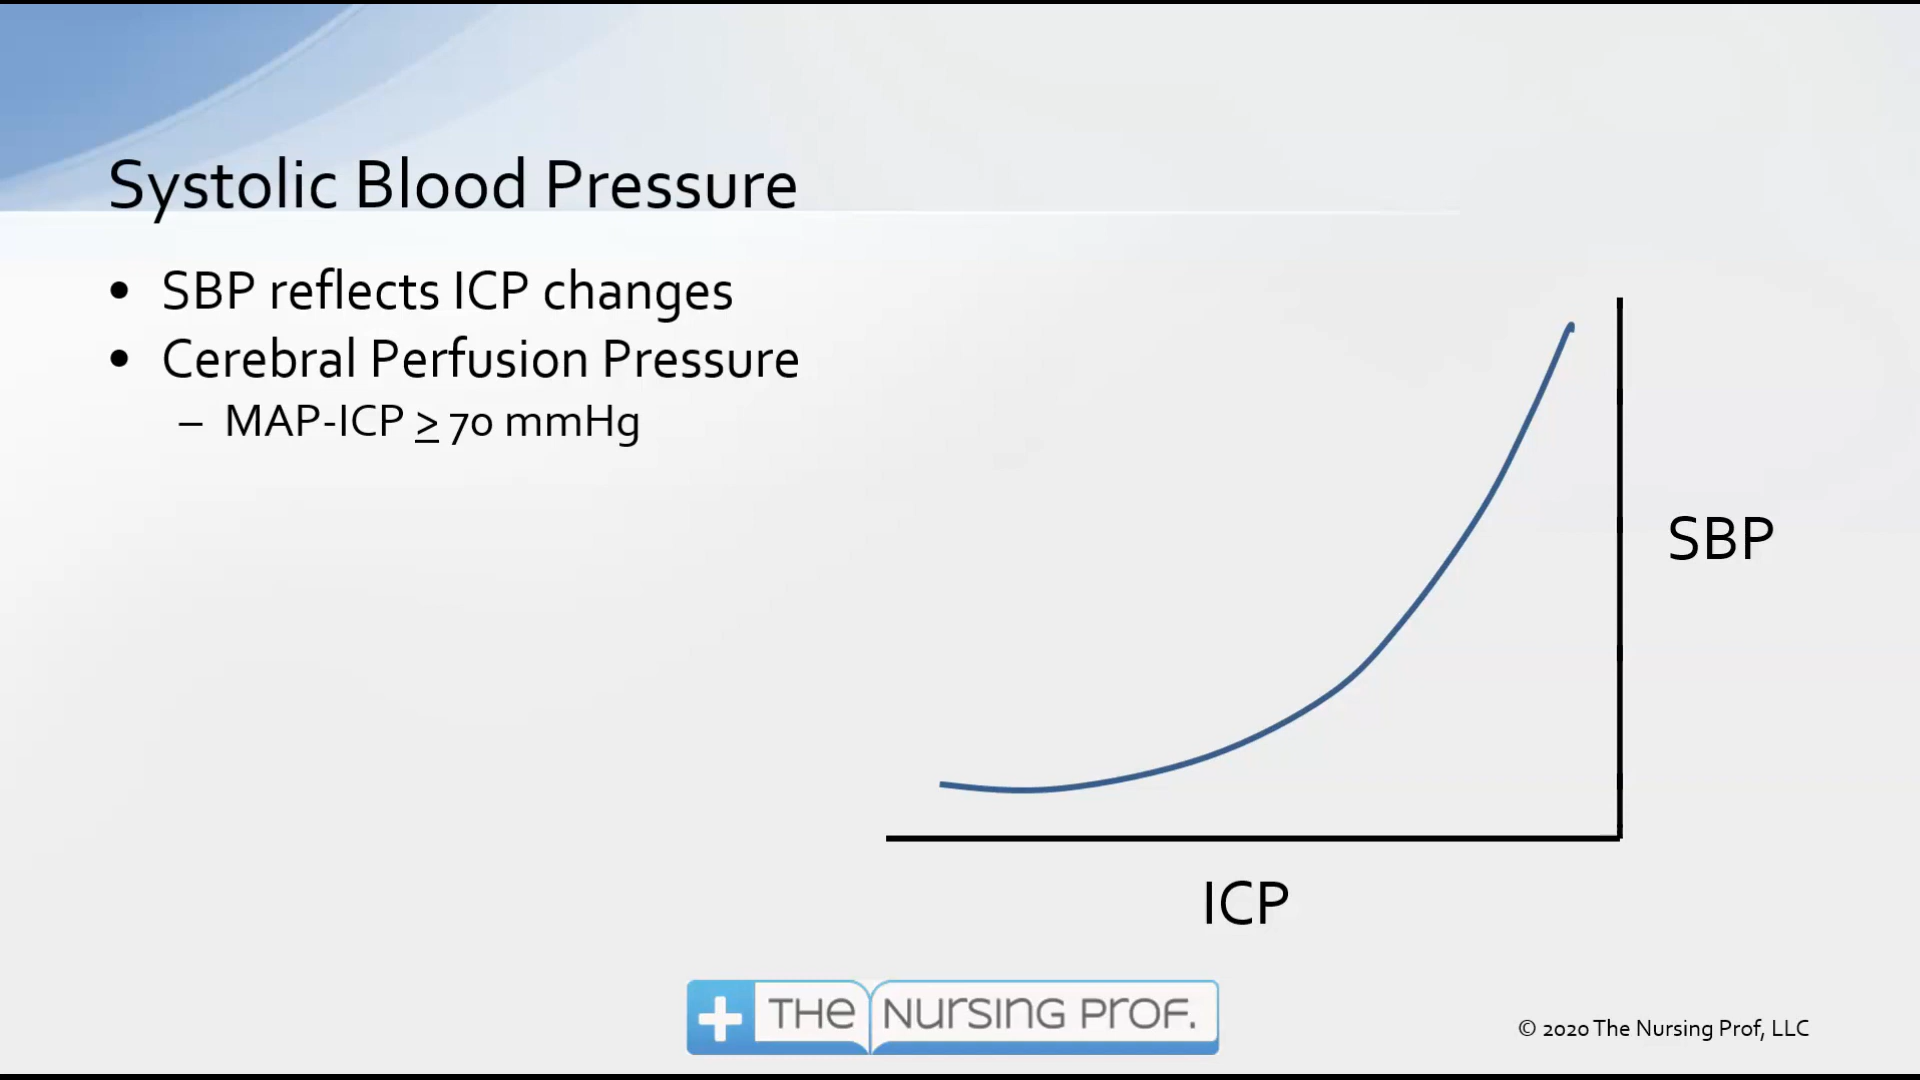 Systolic Blood Pressure
• SBP reflects ICP changes
• Cerebral Perfusion Pressure
– MAP-ICP ≥ 70 mmHg
SBP
ICP
THE NURSING PROF.
© 2020 The Nursing Prof, LLC